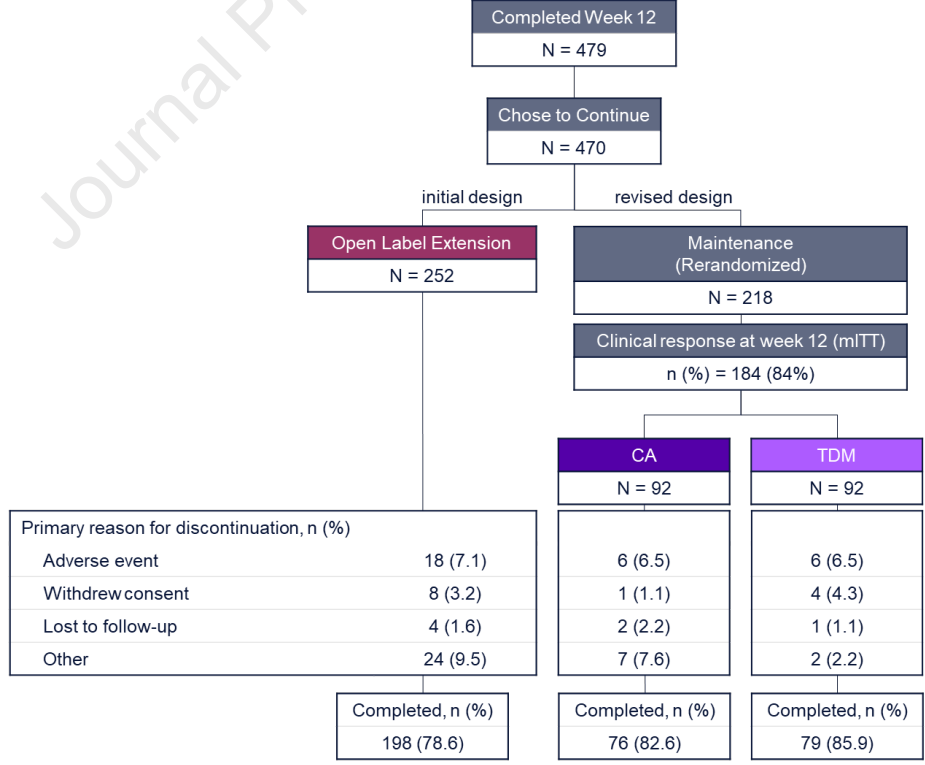 Journal Pr
Completed Week 12
N = 479
Chose to Continue
N = 470
initial design
revised design
Open Label Extension
N = 252
Maintenance
(Rerandomized)
N = 218
Clinical response at week 12 (mITT)
n (%) = 184 (84%)
CA
N = 92
TDM
N = 92
Primary reason for discontinuation, n (%)
Adverse event 18 (7.1) 6 (6.5) 6 (6.5)
Withdrew consent 8 (3.2) 1 (1.1) 4 (4.3)
Lost to follow-up 4 (1.6) 2 (2.2) 1 (1.1)
Other 24 (9.5) 7 (7.6) 2 (2.2)
Completed, n (%)
198 (78.6)
Completed, n (%)
76 (82.6)
Completed, n (%)
79 (85.9)